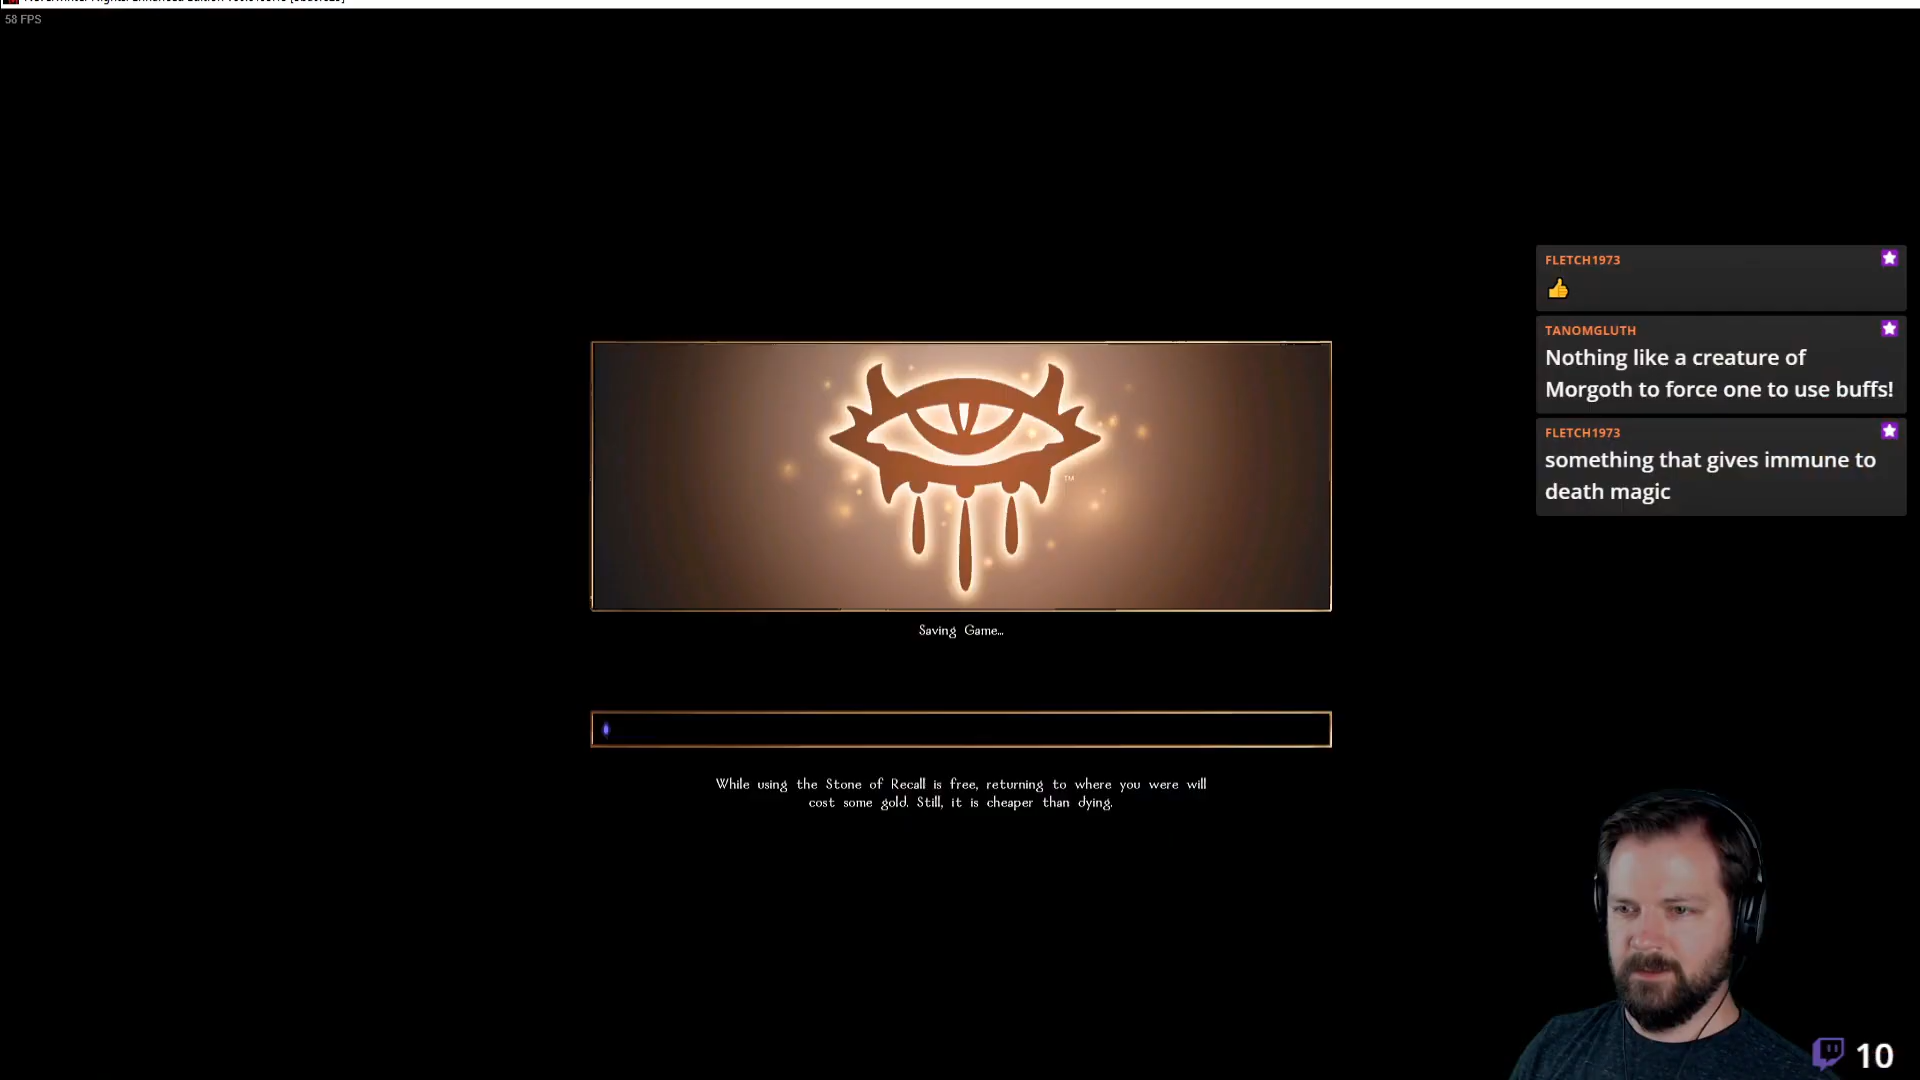 58 FPS
FLETCH1973
TANOMGLUTH
Nothing like a creature of
Morgoth to force one to use buffs!
FLETCH1973
something that gives immune to
death magic
TM
Saving Game...
While using the Stone of Recall is free, returning to where you were will
cost some gold. Still, it is cheaper than dying.
10